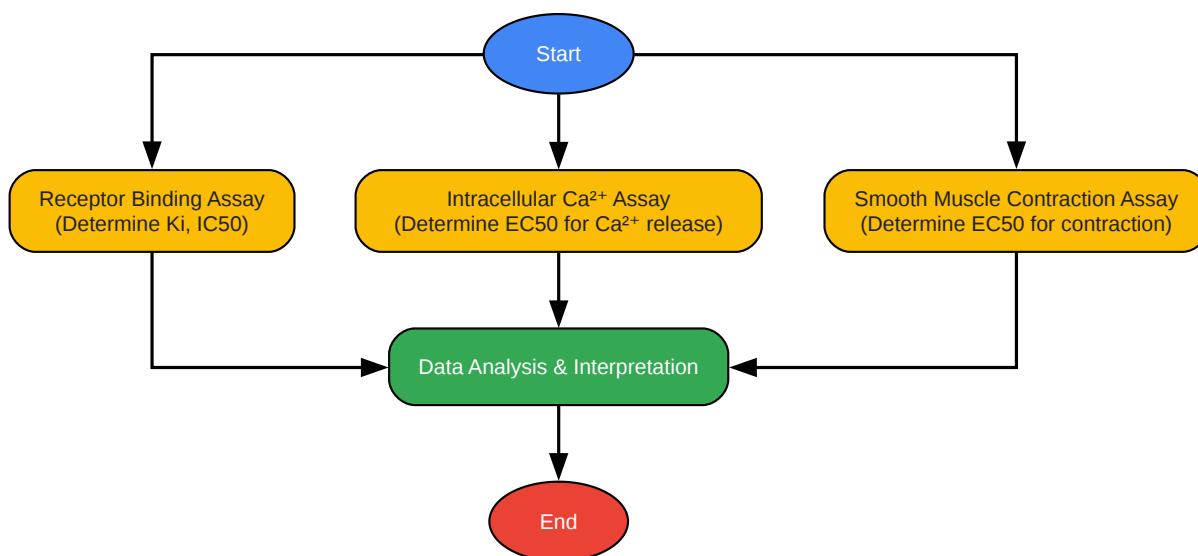 Start
Receptor Binding Assay
(Determine Ki, IC50)
Intracellular Ca²⁺ Assay
(Determine EC50 for Ca²⁺ release)
Smooth Muscle Contraction Assay
(Determine EC50 for contraction)
Data Analysis & Interpretation
End